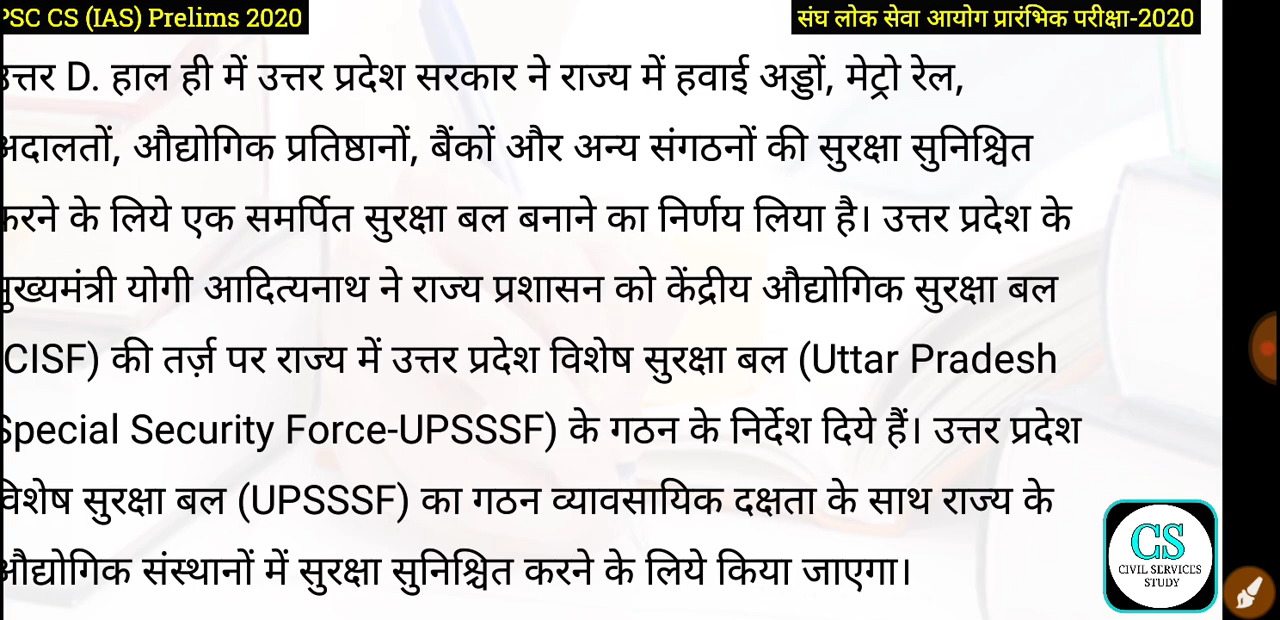 PSC CS (IAS) Prelims 2020
संघ लोक सेवा आयोग प्रारंभिक परीक्षा-2020
उत्तर D. हाल ही में उत्तर प्रदेश सरकार ने राज्य में हवाई अड्डों, मेट्रो रेल,
अदालतों, औद्योगिक प्रतिष्ठानों, बैंकों और अन्य संगठनों की सुरक्षा सुनिश्चित
करने के लिये एक समर्पित सुरक्षा बल बनाने का निर्णय लिया है। उत्तर प्रदेश के
मुख्यमंत्री योगी आदित्यनाथ ने राज्य प्रशासन को केंद्रीय औद्योगिक सुरक्षा बल
CISF) की तर्ज़ पर राज्य में उत्तर प्रदेश विशेष सुरक्षा बल (Uttar Pradesh
Special Security Force-UPSSSF) के गठन के निर्देश दिये हैं। उत्तर प्रदेश
विशेष सुरक्षा बल (UPSSSF) का गठन व्यावसायिक दक्षता के साथ राज्य के
औद्योगिक संस्थानों में सुरक्षा सुनिश्चित करने के लिये किया जाएगा।
CS
CIVIL SERVICES
STUDY